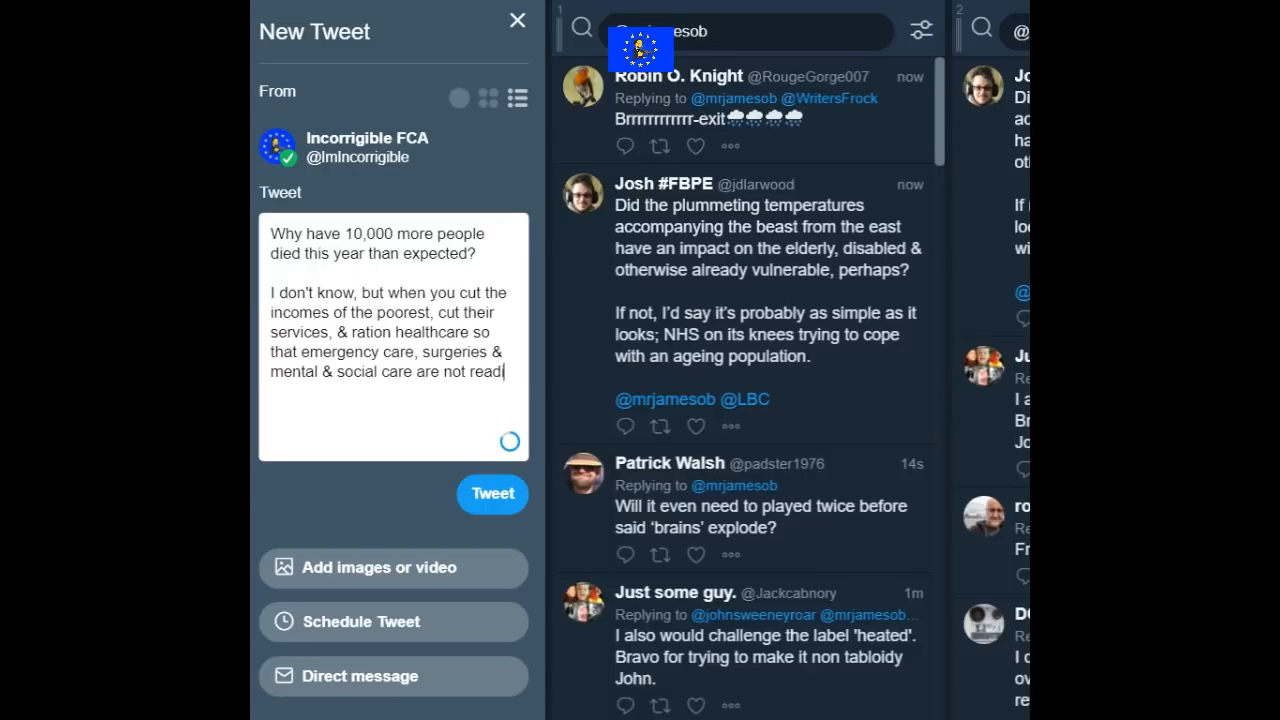 New Tweet
From
Incorrigible FCA
@ImIncorrigible
Tweet
Why have 10,000 more people
died this year than expected?
I don't know, but when you cut the
incomes of the poorest, cut their
services, & ration healthcare so
that emergency care, surgeries &
mental & social care are not readi
Tweet
Add images or video
Schedule Tweet
Direct message
1
Robin O. Knight @RougeGorge007 now
Replying to @mrjamesob @WritersFrock
Brrrrrrrrrrrr-exit🌨🌨🌨🌨
Josh #FBPE @jdlarwood now
Did the plummeting temperatures
accompanying the beast from the east
have an impact on the elderly, disabled &
otherwise already vulnerable, perhaps?
If not, I'd say it's probably as simple as it
looks; NHS on its knees trying to cope
with an ageing population.
@mrjamesob @LBC
Patrick Walsh @padster1976 14s
Replying to @mrjamesob
Will it even need to played twice before
said 'brains' explode?
Just some guy. @Jackcabnory 1m
Replying to @johnsweeneyroar @mrjamesob…
I also would challenge the label 'heated'.
Bravo for trying to make it non tabloidy
John.
2
@